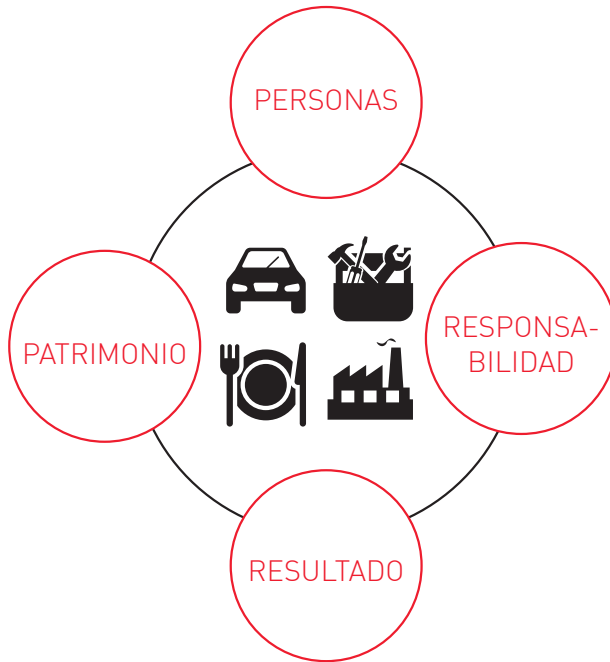 PERSONAS
PATRIMONIO
RESPONSA-
BILIDAD
RESULTADO